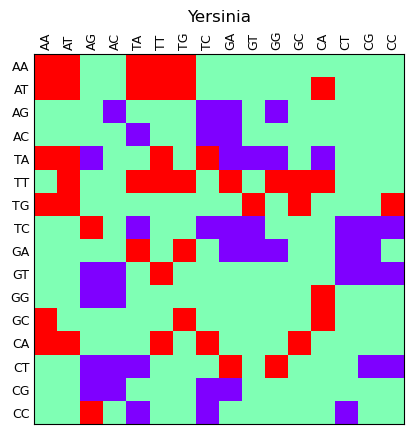 Yersinia
AA AT AG AC TA TT TG TC GA GT GG GC CA CT CG CC
AA
AT
AG
AC
TA
TT
TG
TC
GA
GT
GG
GC
CA
CT
CG
CC